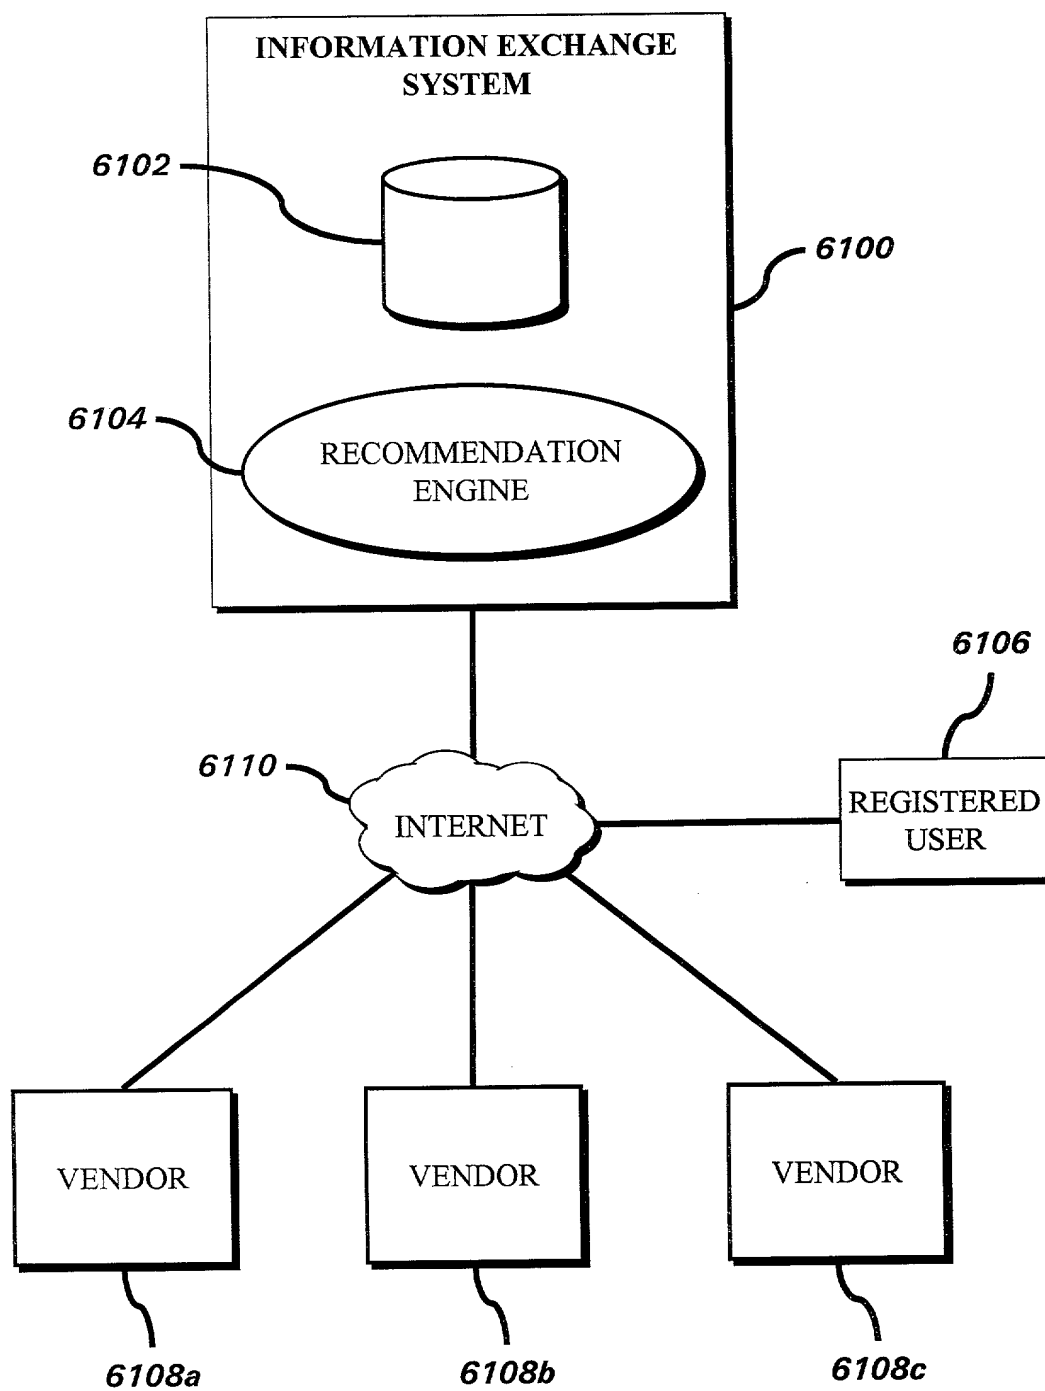 INFORMATION EXCHANGE
SYSTEM
6102
6100
6104
RECOMMENDATION
ENGINE
6106
6110
INTERNET
REGISTERED
USER
VENDOR
VENDOR
VENDOR
6108a
6108b
6108c